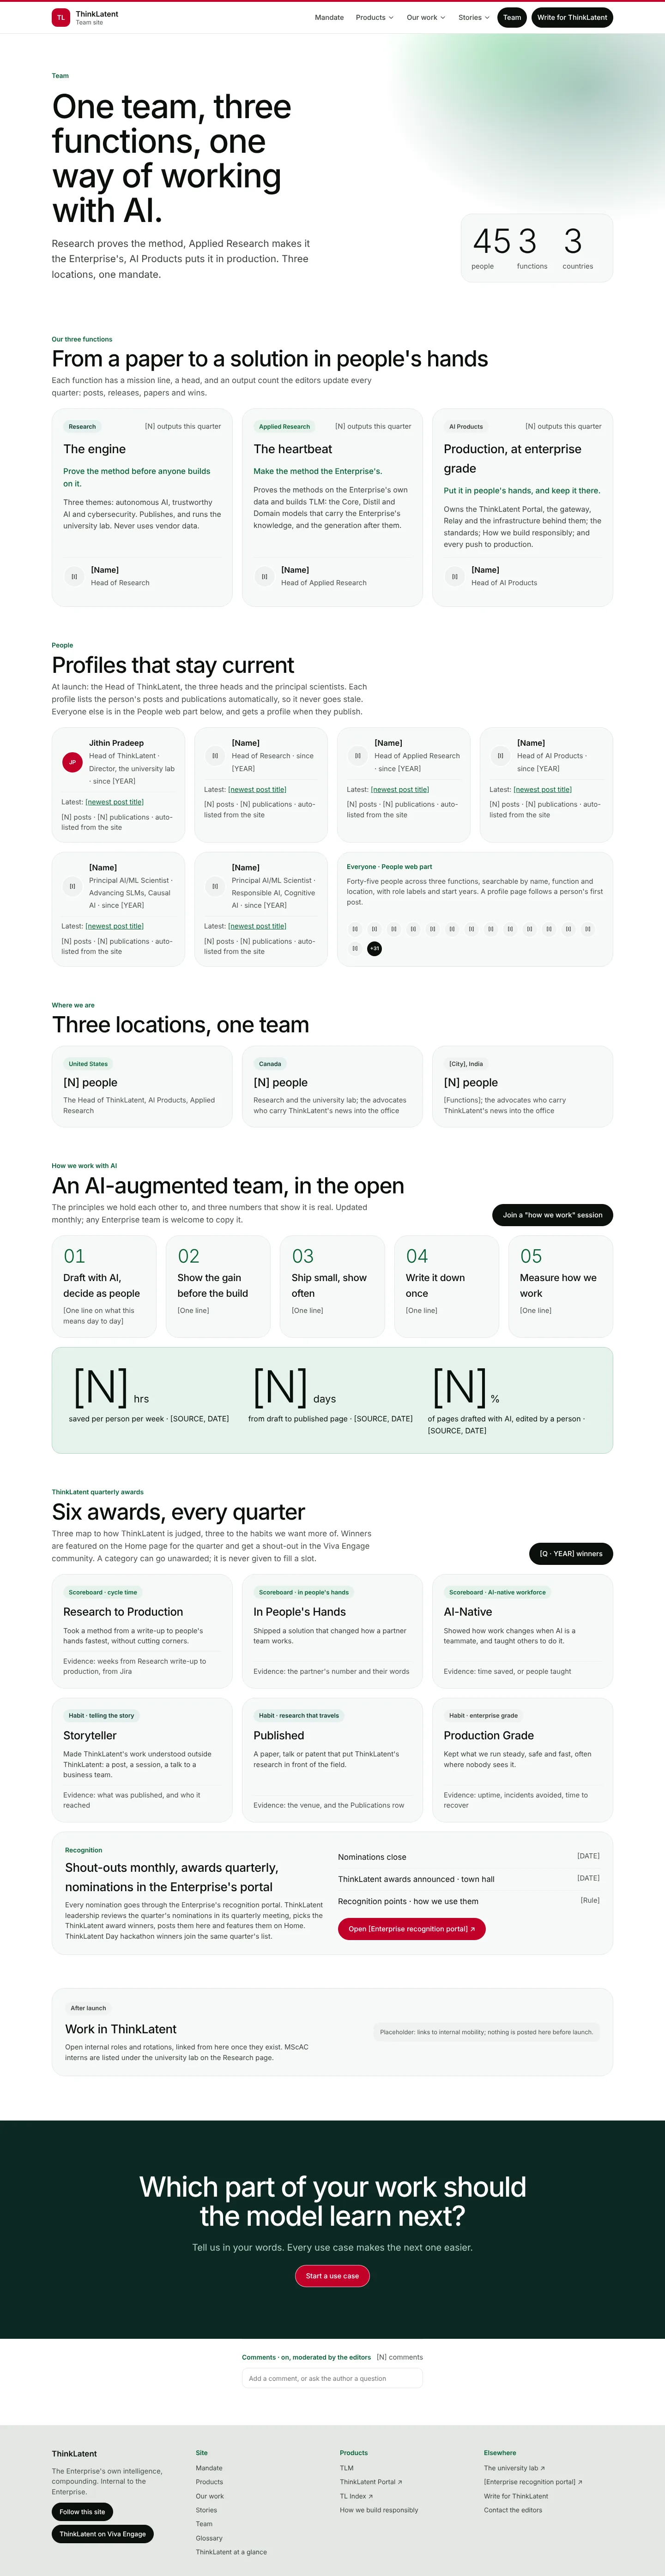 TL
ThinkLatent
Team site
Mandate
Products
Our work
Stories
Team
Write for ThinkLatent
Team
One team, three
functions, one
way of working
with AI.
Research proves the method, Applied Research makes it
the Enterprise's, AI Products puts it in production. Three
locations, one mandate.
45 3 3
people functions countries
Our three functions
From a paper to a solution in people's hands
Each function has a mission line, a head, and an output count the editors update every
quarter: posts, releases, papers and wins.
Research [N] outputs this quarter
The engine
Prove the method before anyone builds
on it.
Three themes: autonomous AI, trustworthy
AI and cybersecurity. Publishes, and runs the
university lab. Never uses vendor data.
[I]
[Name]
Head of Research
Applied Research [N] outputs this quarter
The heartbeat
Make the method the Enterprise's.
Proves the methods on the Enterprise's own
data and builds TLM: the Core, Distil and
Domain models that carry the Enterprise's
knowledge, and the generation after them.
[I]
[Name]
Head of Applied Research
AI Products [N] outputs this quarter
Production, at enterprise
grade
Put it in people's hands, and keep it there.
Owns the ThinkLatent Portal, the gateway,
Relay and the infrastructure behind them; the
standards; How we build responsibly; and
every push to production.
[I]
[Name]
Head of AI Products
People
Profiles that stay current
At launch: the Head of ThinkLatent, the three heads and the principal scientists. Each
profile lists the person's posts and publications automatically, so it never goes stale.
Everyone else is in the People web part below, and gets a profile when they publish.
JP
Jithin Pradeep
Head of ThinkLatent ·
Director, the university lab
· since [YEAR]
Latest: [newest post title]
[N] posts · [N] publications · auto-
listed from the site
[I]
[Name]
Head of Research · since
[YEAR]
Latest: [newest post title]
[N] posts · [N] publications · auto-
listed from the site
[I]
[Name]
Head of Applied Research
· since [YEAR]
Latest: [newest post title]
[N] posts · [N] publications · auto-
listed from the site
[I]
[Name]
Head of AI Products ·
since [YEAR]
Latest: [newest post title]
[N] posts · [N] publications · auto-
listed from the site
[I]
[Name]
Principal AI/ML Scientist ·
Advancing SLMs, Causal
AI · since [YEAR]
Latest: [newest post title]
[N] posts · [N] publications · auto-
listed from the site
[I]
[Name]
Principal AI/ML Scientist ·
Responsible AI, Cognitive
AI · since [YEAR]
Latest: [newest post title]
[N] posts · [N] publications · auto-
listed from the site
Everyone · People web part
Forty-five people across three functions, searchable by name, function and
location, with role labels and start years. A profile page follows a person's first
post.
[I] [I] [I] [I] [I] [I] [I] [I] [I] [I] [I] [I] [I]
[I] +31
Where we are
Three locations, one team
United States
[N] people
The Head of ThinkLatent, AI Products, Applied
Research
Canada
[N] people
Research and the university lab; the advocates
who carry ThinkLatent's news into the office
[City], India
[N] people
[Functions]; the advocates who carry
ThinkLatent's news into the office
How we work with AI
An AI-augmented team, in the open
The principles we hold each other to, and three numbers that show it is real. Updated
monthly; any Enterprise team is welcome to copy it.
Join a "how we work" session
01
Draft with AI,
decide as people
[One line on what this
means day to day]
02
Show the gain
before the build
[One line]
03
Ship small, show
often
[One line]
04
Write it down
once
[One line]
05
Measure how we
work
[One line]
[N] hrs
saved per person per week · [SOURCE, DATE]
[N] days
from draft to published page · [SOURCE, DATE]
[N]%
of pages drafted with AI, edited by a person ·
[SOURCE, DATE]
ThinkLatent quarterly awards
Six awards, every quarter
Three map to how ThinkLatent is judged, three to the habits we want more of. Winners
are featured on the Home page for the quarter and get a shout-out in the Viva Engage
community. A category can go unawarded; it is never given to fill a slot.
[Q · YEAR] winners
Scoreboard · cycle time
Research to Production
Took a method from a write-up to people's
hands fastest, without cutting corners.
Evidence: weeks from Research write-up to
production, from Jira
Scoreboard · in people's hands
In People's Hands
Shipped a solution that changed how a partner
team works.
Evidence: the partner's number and their words
Scoreboard · AI-native workforce
AI-Native
Showed how work changes when AI is a
teammate, and taught others to do it.
Evidence: time saved, or people taught
Habit · telling the story
Storyteller
Made ThinkLatent's work understood outside
ThinkLatent: a post, a session, a talk to a
business team.
Evidence: what was published, and who it
reached
Habit · research that travels
Published
A paper, talk or patent that put ThinkLatent's
research in front of the field.
Evidence: the venue, and the Publications row
Habit · enterprise grade
Production Grade
Kept what we run steady, safe and fast, often
where nobody sees it.
Evidence: uptime, incidents avoided, time to
recover
Recognition
Shout-outs monthly, awards quarterly,
nominations in the Enterprise's portal
Every nomination goes through the Enterprise's recognition portal. ThinkLatent
leadership reviews the quarter's nominations in its quarterly meeting, picks the
ThinkLatent award winners, posts them here and features them on Home.
ThinkLatent Day hackathon winners join the same quarter's list.
Nominations close [DATE]
ThinkLatent awards announced · town hall [DATE]
Recognition points · how we use them [Rule]
Open [Enterprise recognition portal] ↗
After launch
Work in ThinkLatent
Open internal roles and rotations, linked from here once they exist. MScAC
interns are listed under the university lab on the Research page.
Placeholder: links to internal mobility; nothing is posted here before launch.
Which part of your work should
the model learn next?
Tell us in your words. Every use case makes the next one easier.
Start a use case
Comments · on, moderated by the editors [N] comments
Add a comment, or ask the author a question
ThinkLatent
The Enterprise's own intelligence,
compounding. Internal to the
Enterprise.
Follow this site
ThinkLatent on Viva Engage
Site
Mandate
Products
Our work
Stories
Team
Glossary
ThinkLatent at a glance
Products
TLM
ThinkLatent Portal ↗
TL Index ↗
How we build responsibly
Elsewhere
The university lab ↗
[Enterprise recognition portal] ↗
Write for ThinkLatent
Contact the editors